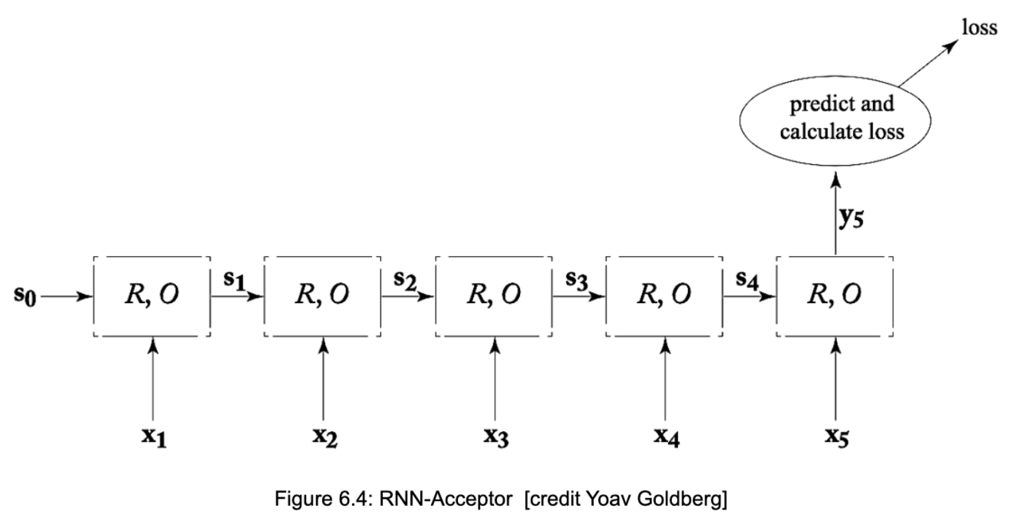 loss
predict and
calculate loss
y5
s0 R, O s1 R, O s2 R, O s3 R, O s4 R, O
x1 x2 x3 x4 x5
Figure 6.4: RNN-Acceptor [credit Yoav Goldberg]